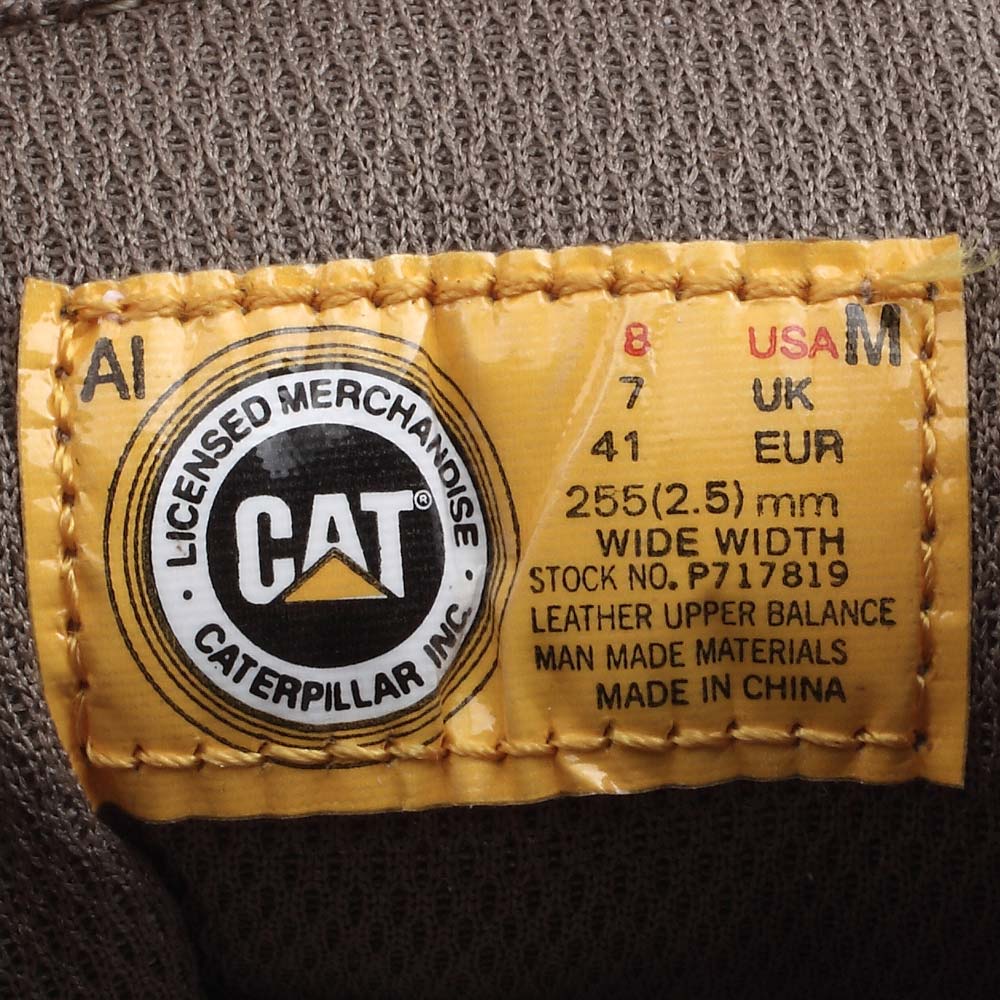 AI
LICENSED MERCHANDISE
CAT®
CATERPILLAR INC.
8 USA M
7 UK
41 EUR
255(2.5) mm
WIDE WIDTH
STOCK NO. P717819
LEATHER UPPER BALANCE
MAN MADE MATERIALS
MADE IN CHINA